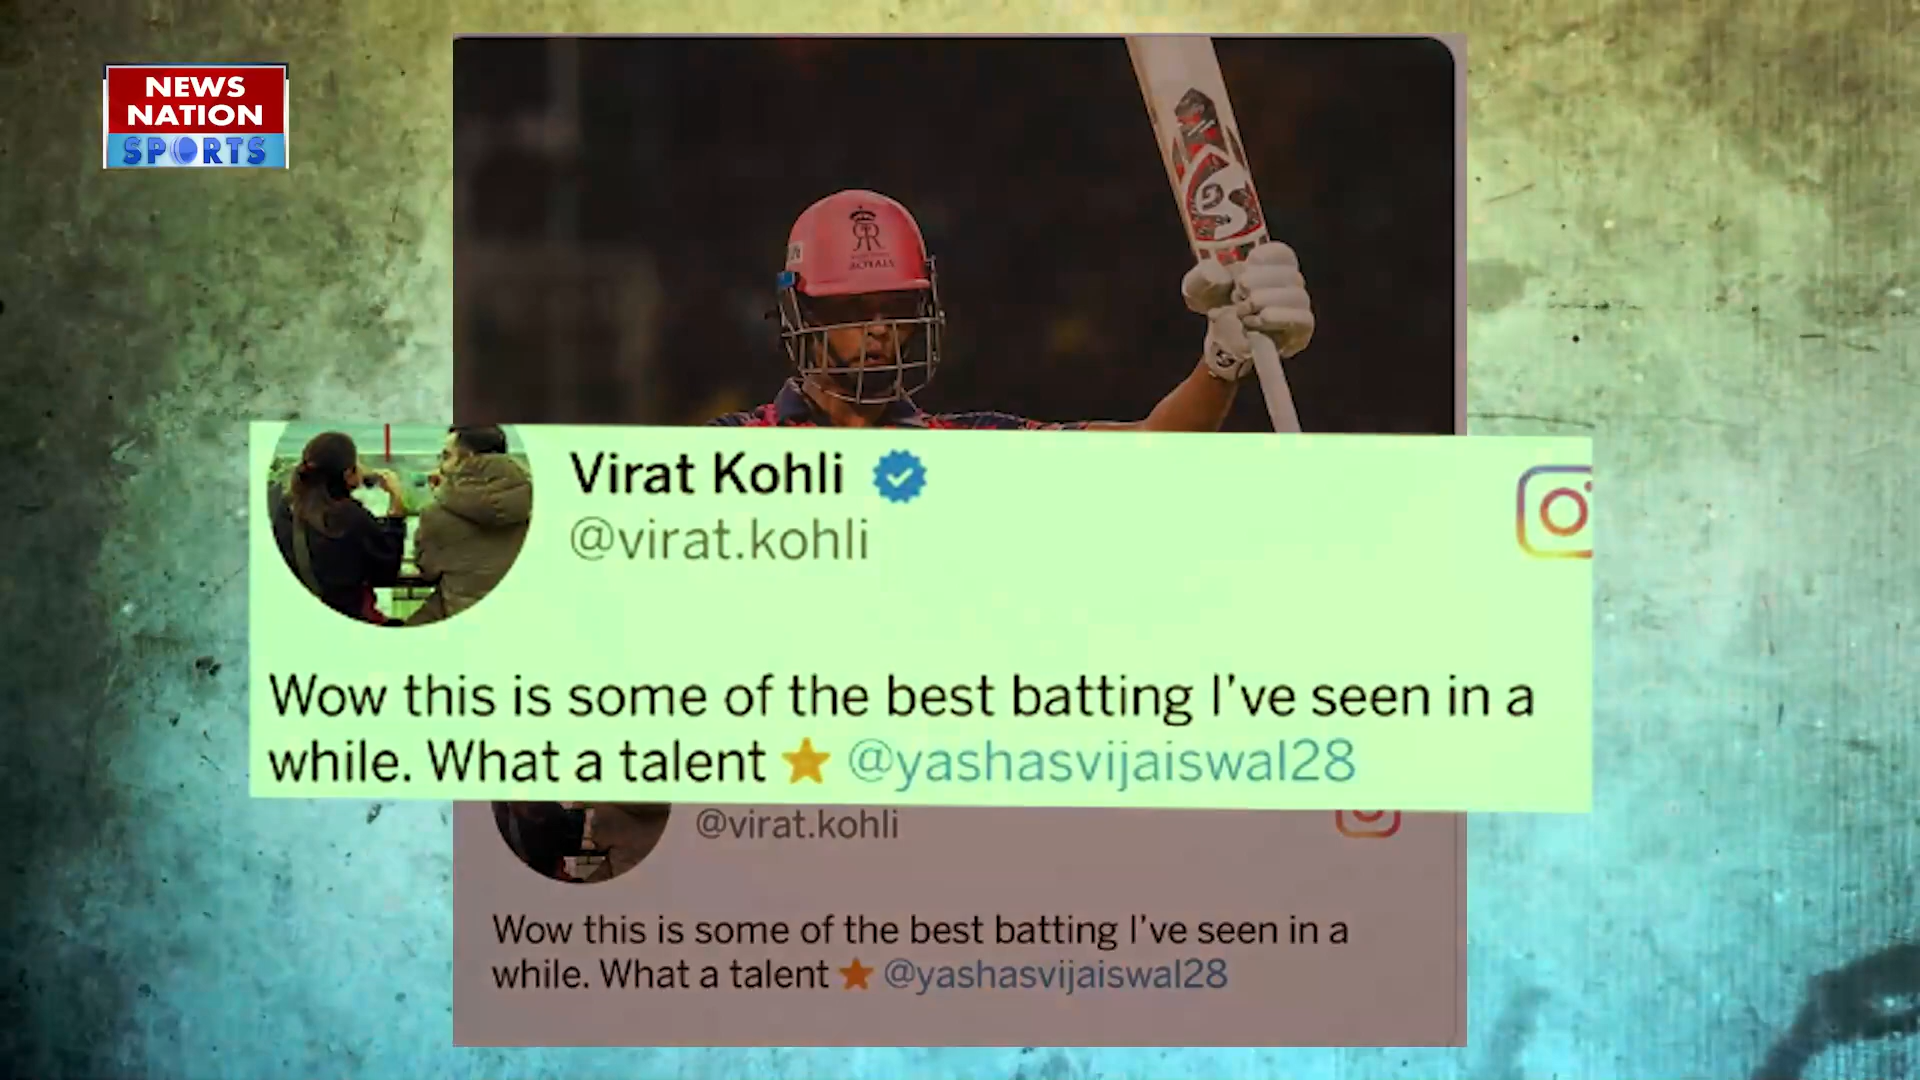 NEWS
NATION
SPORTS
ROYALS
Virat Kohli
@virat.kohli
Wow this is some of the best batting I've seen in a
while. What a talent ⭐ @yashasvijaiswal28
@virat.kohli
Wow this is some of the best batting I've seen in a
while. What a talent ⭐ @yashasvijaiswal28